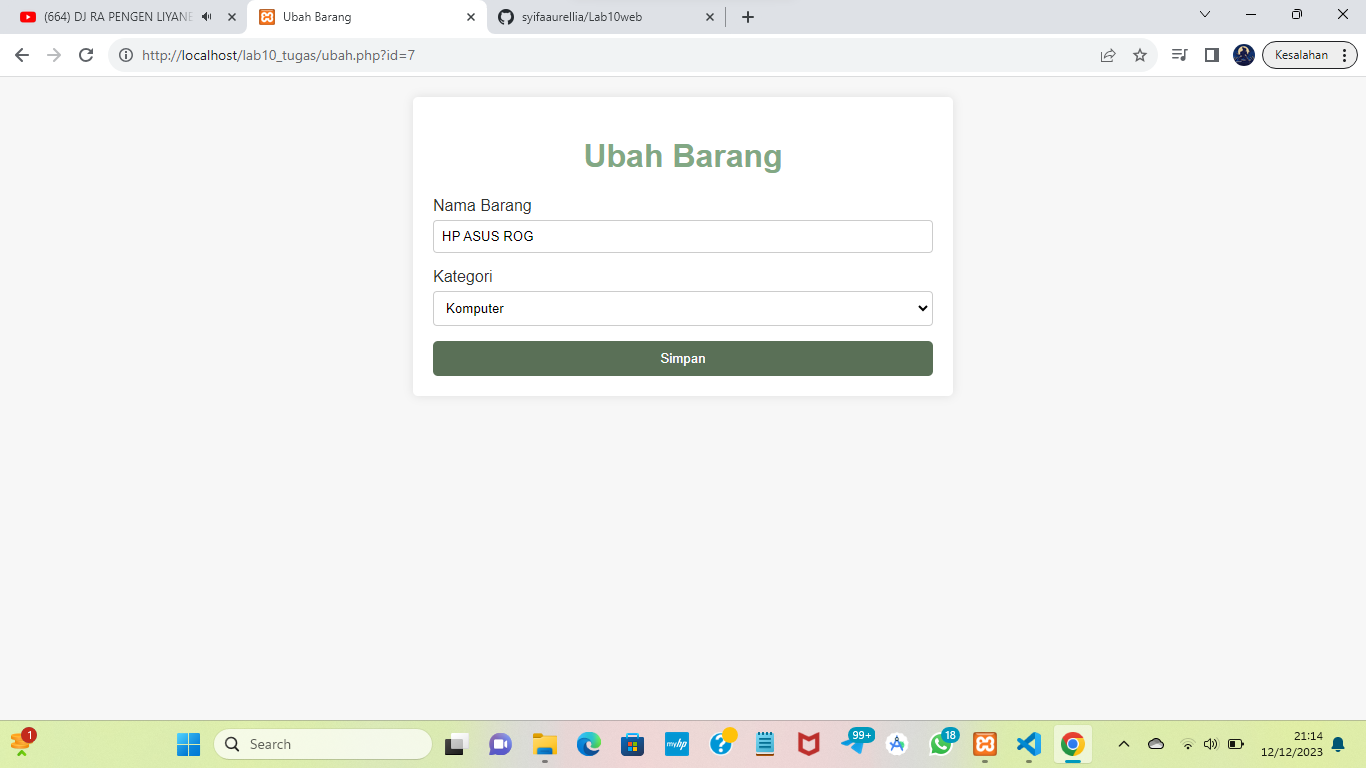 (664) DJ RA PENGEN LIYANE
Ubah Barang
syifaaurellia/Lab10web
http://localhost/lab10_tugas/ubah.php?id=7
Kesalahan
Ubah Barang
Nama Barang
HP ASUS ROG
Kategori
Komputer
Simpan
1
Search
myhp
?
99+
18
21:14
12/12/2023